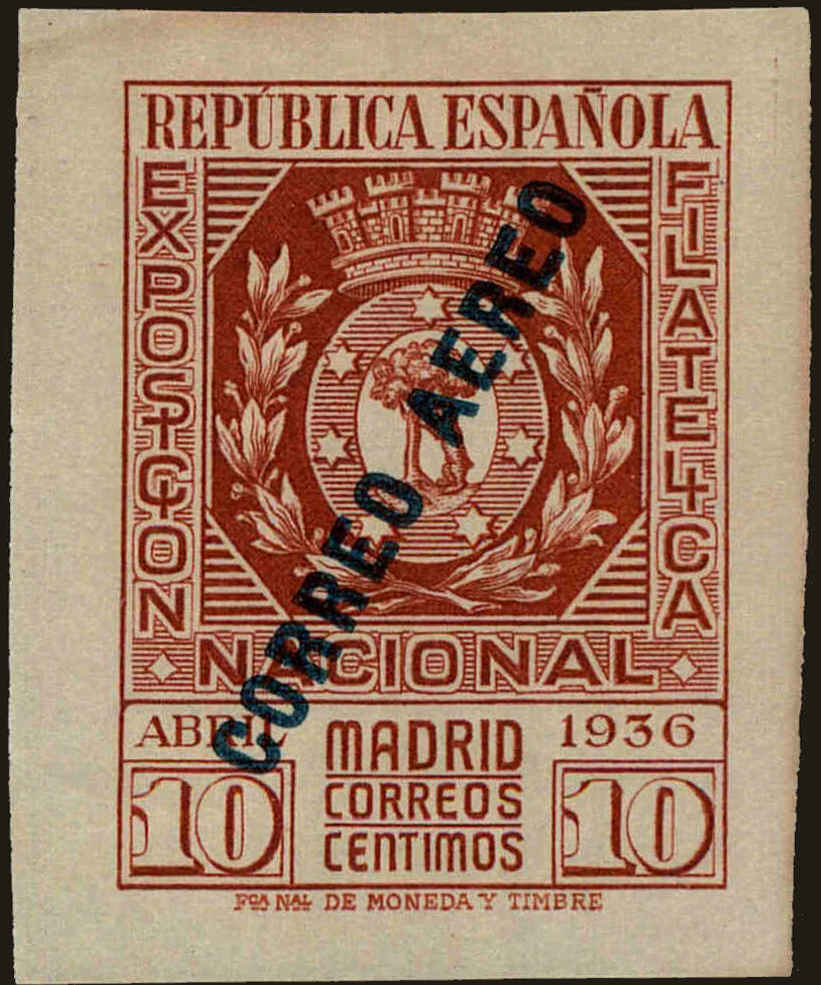 REPÚBLICA ESPAÑOLA
EXPOSICION
FILATELICA
NACIONAL
CORREO AEREO
ABRIL 1936
MADRID
CORREOS
CENTIMOS
10 10
FCA NAL DE MONEDA Y TIMBRE